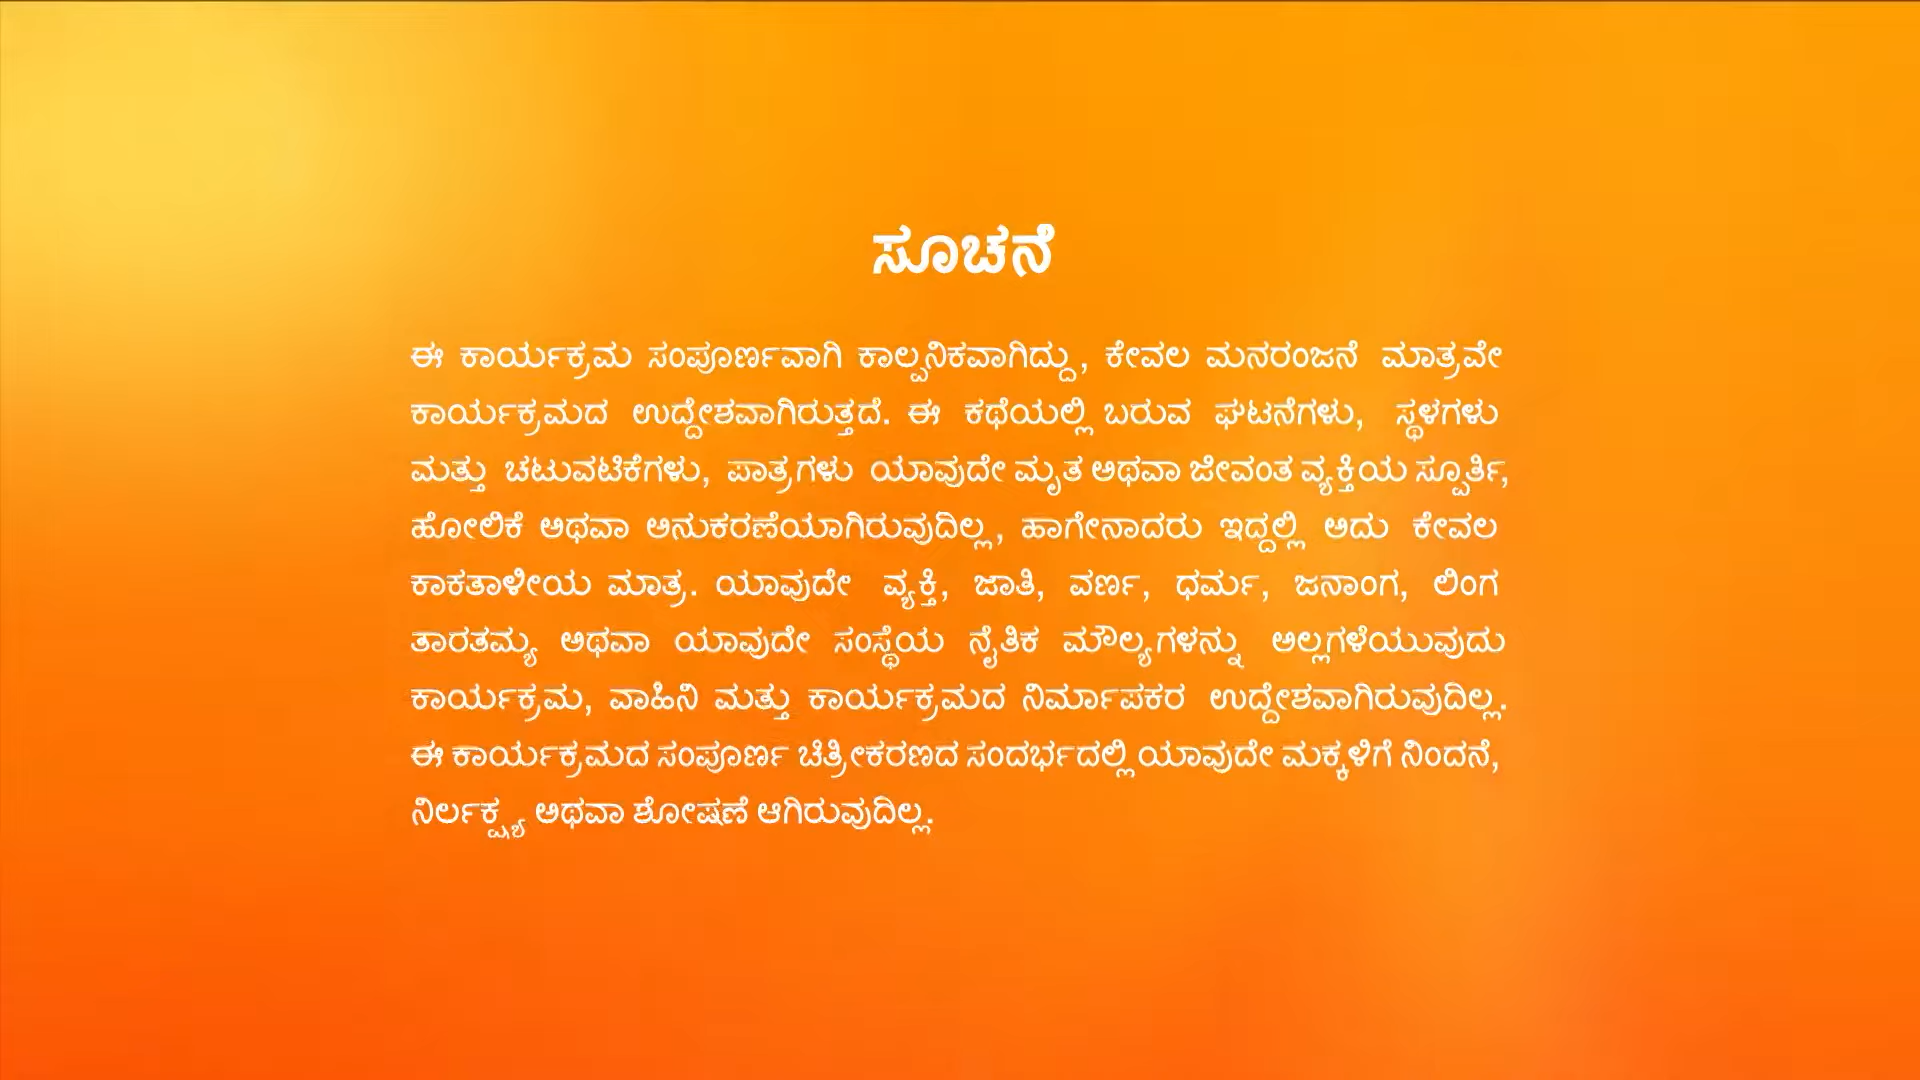 ಸೂಚನೆ
ಈ ಕಾರ್ಯಕ್ರಮ ಸಂಪೂರ್ಣವಾಗಿ ಕಾಲ್ಪನಿಕವಾಗಿದ್ದು, ಕೇವಲ ಮನರಂಜನೆ ಮಾತ್ರವೇ
ಕಾರ್ಯಕ್ರಮದ ಉದ್ದೇಶವಾಗಿರುತ್ತದೆ. ಈ ಕಥೆಯಲ್ಲಿ ಬರುವ ಘಟನೆಗಳು, ಸ್ಥಳಗಳು
ಮತ್ತು ಚಟುವಟಿಕೆಗಳು, ಪಾತ್ರಗಳು ಯಾವುದೇ ಮೃತ ಅಥವಾ ಜೀವಂತ ವ್ಯಕ್ತಿಯ ಸ್ಪೂರ್ತಿ,
ಹೋಲಿಕೆ ಅಥವಾ ಅನುಕರಣೆಯಾಗಿರುವುದಿಲ್ಲ, ಹಾಗೇನಾದರು ಇದ್ದಲ್ಲಿ ಅದು ಕೇವಲ
ಕಾಕತಾಳೀಯ ಮಾತ್ರ. ಯಾವುದೇ ವ್ಯಕ್ತಿ, ಜಾತಿ, ವರ್ಣ, ಧರ್ಮ, ಜನಾಂಗ, ಲಿಂಗ
ತಾರತಮ್ಯ ಅಥವಾ ಯಾವುದೇ ಸಂಸ್ಥೆಯ ನೈತಿಕ ಮೌಲ್ಯಗಳನ್ನು ಅಲ್ಲಗಳೆಯುವುದು
ಕಾರ್ಯಕ್ರಮ, ವಾಹಿನಿ ಮತ್ತು ಕಾರ್ಯಕ್ರಮದ ನಿರ್ಮಾಪಕರ ಉದ್ದೇಶವಾಗಿರುವುದಿಲ್ಲ.
ಈ ಕಾರ್ಯಕ್ರಮದ ಸಂಪೂರ್ಣ ಚಿತ್ರೀಕರಣದ ಸಂದರ್ಭದಲ್ಲಿ ಯಾವುದೇ ಮಕ್ಕಳಿಗೆ ನಿಂದನೆ,
ನಿರ್ಲಕ್ಷ್ಯ ಅಥವಾ ಶೋಷಣೆ ಆಗಿರುವುದಿಲ್ಲ.